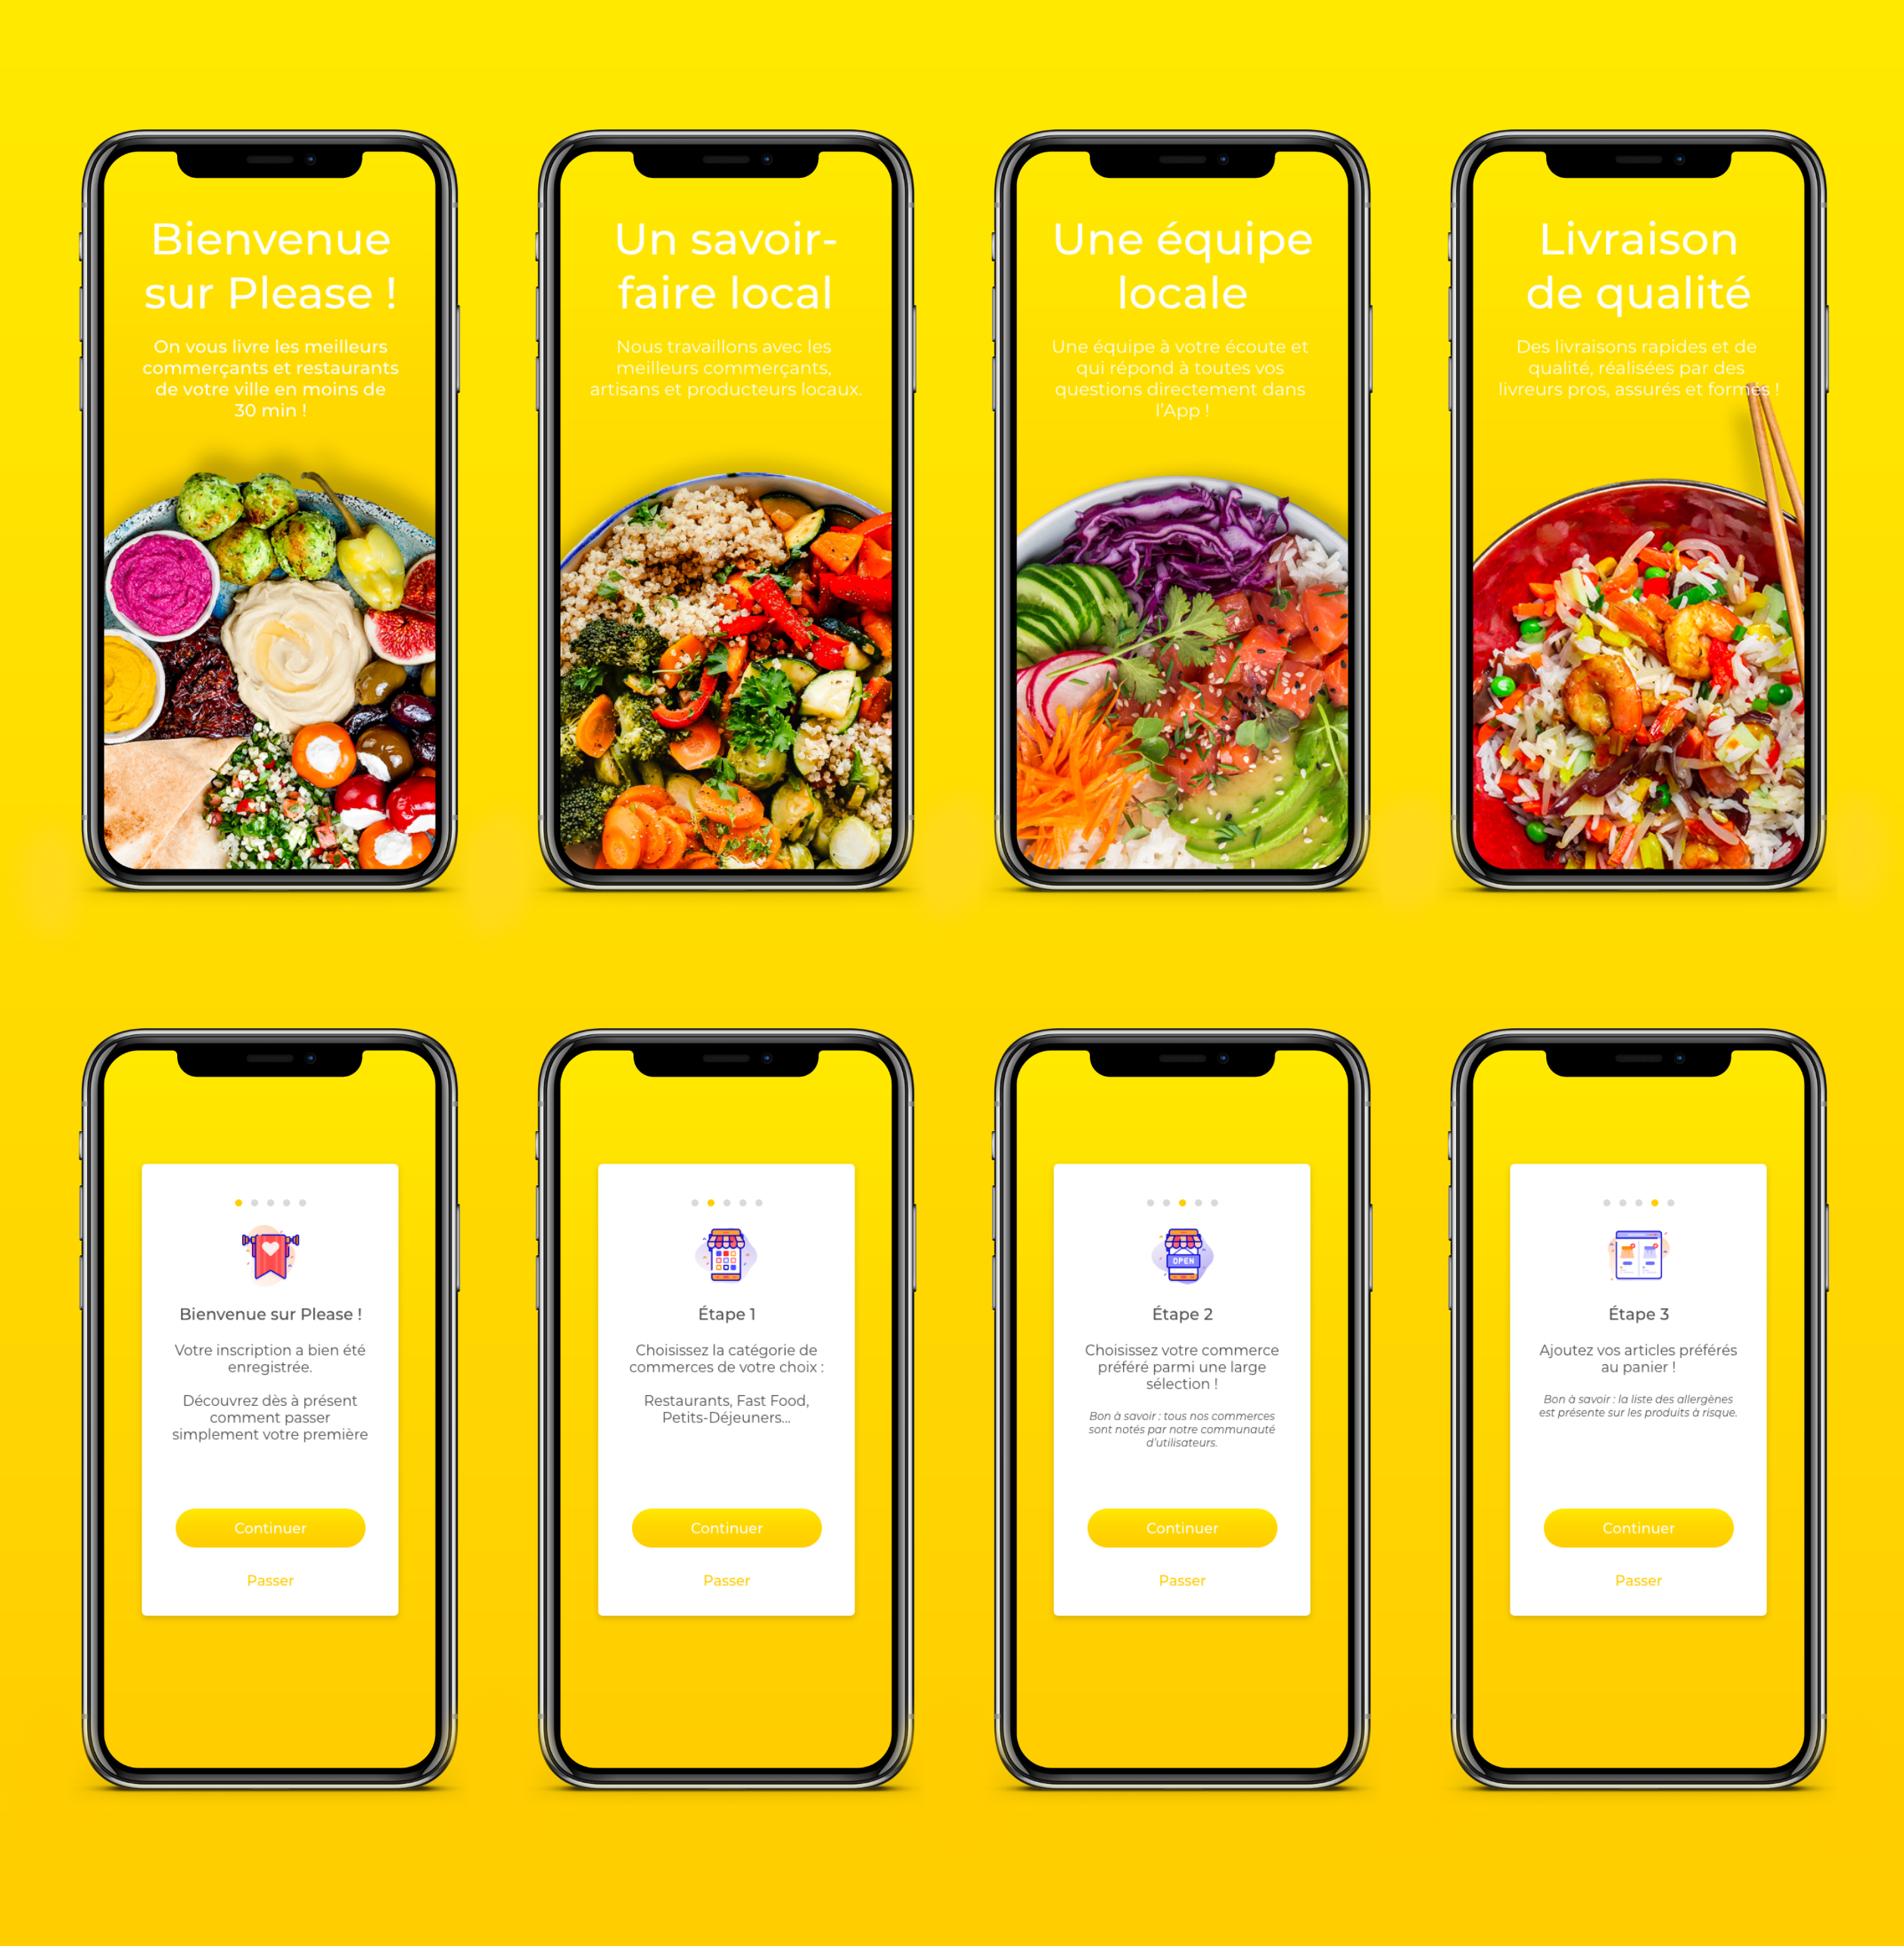 Bienvenue
sur Please !
On vous livre les meilleurs
commerçants et restaurants
de votre ville en moins de
30 min !
Un savoir-
faire local
Nous travaillons avec les
meilleurs commerçants,
artisans et producteurs locaux.
Une équipe
locale
Une équipe à votre écoute et
qui répond à toutes vos
questions directement dans
l'App !
Livraison
de qualité
Des livraisons rapides et de
qualité, réalisées par des
livreurs pros, assurés et formés !
Bienvenue sur Please !
Votre inscription a bien été
enregistrée.
Découvrez dès à présent
comment passer
simplement votre première
Continuer
Passer
Étape 1
Choisissez la catégorie de
commerces de votre choix :
Restaurants, Fast Food,
Petits-Déjeuners...
Continuer
Passer
OPEN
Étape 2
Choisissez votre commerce
préféré parmi une large
sélection !
Bon à savoir : tous nos commerces
sont notés par notre communauté
d'utilisateurs.
Continuer
Passer
Étape 3
Ajoutez vos articles préférés
au panier !
Bon à savoir : la liste des allergènes
est présente sur les produits à risque.
Continuer
Passer